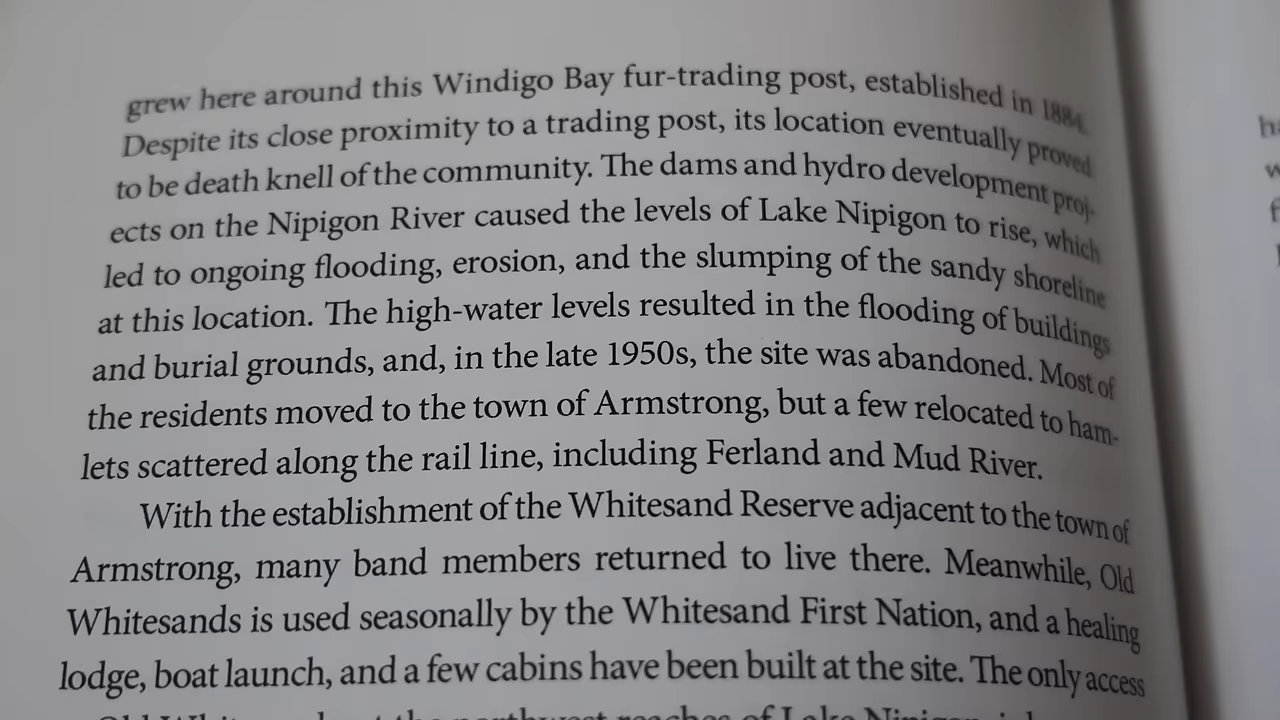 grew here around this Windigo Bay fur-trading post, established in 1884.
Despite its close proximity to a trading post, its location eventually proved
to be death knell of the community. The dams and hydro development proj-
ects on the Nipigon River caused the levels of Lake Nipigon to rise, which
led to ongoing flooding, erosion, and the slumping of the sandy shoreline
at this location. The high-water levels resulted in the flooding of buildings
and burial grounds, and, in the late 1950s, the site was abandoned. Most of
the residents moved to the town of Armstrong, but a few relocated to ham-
lets scattered along the rail line, including Ferland and Mud River.
With the establishment of the Whitesand Reserve adjacent to the town of
Armstrong, many band members returned to live there. Meanwhile, Old
Whitesands is used seasonally by the Whitesand First Nation, and a healing
lodge, boat launch, and a few cabins have been built at the site. The only access
the northwest reaches of Lake Nipigon is